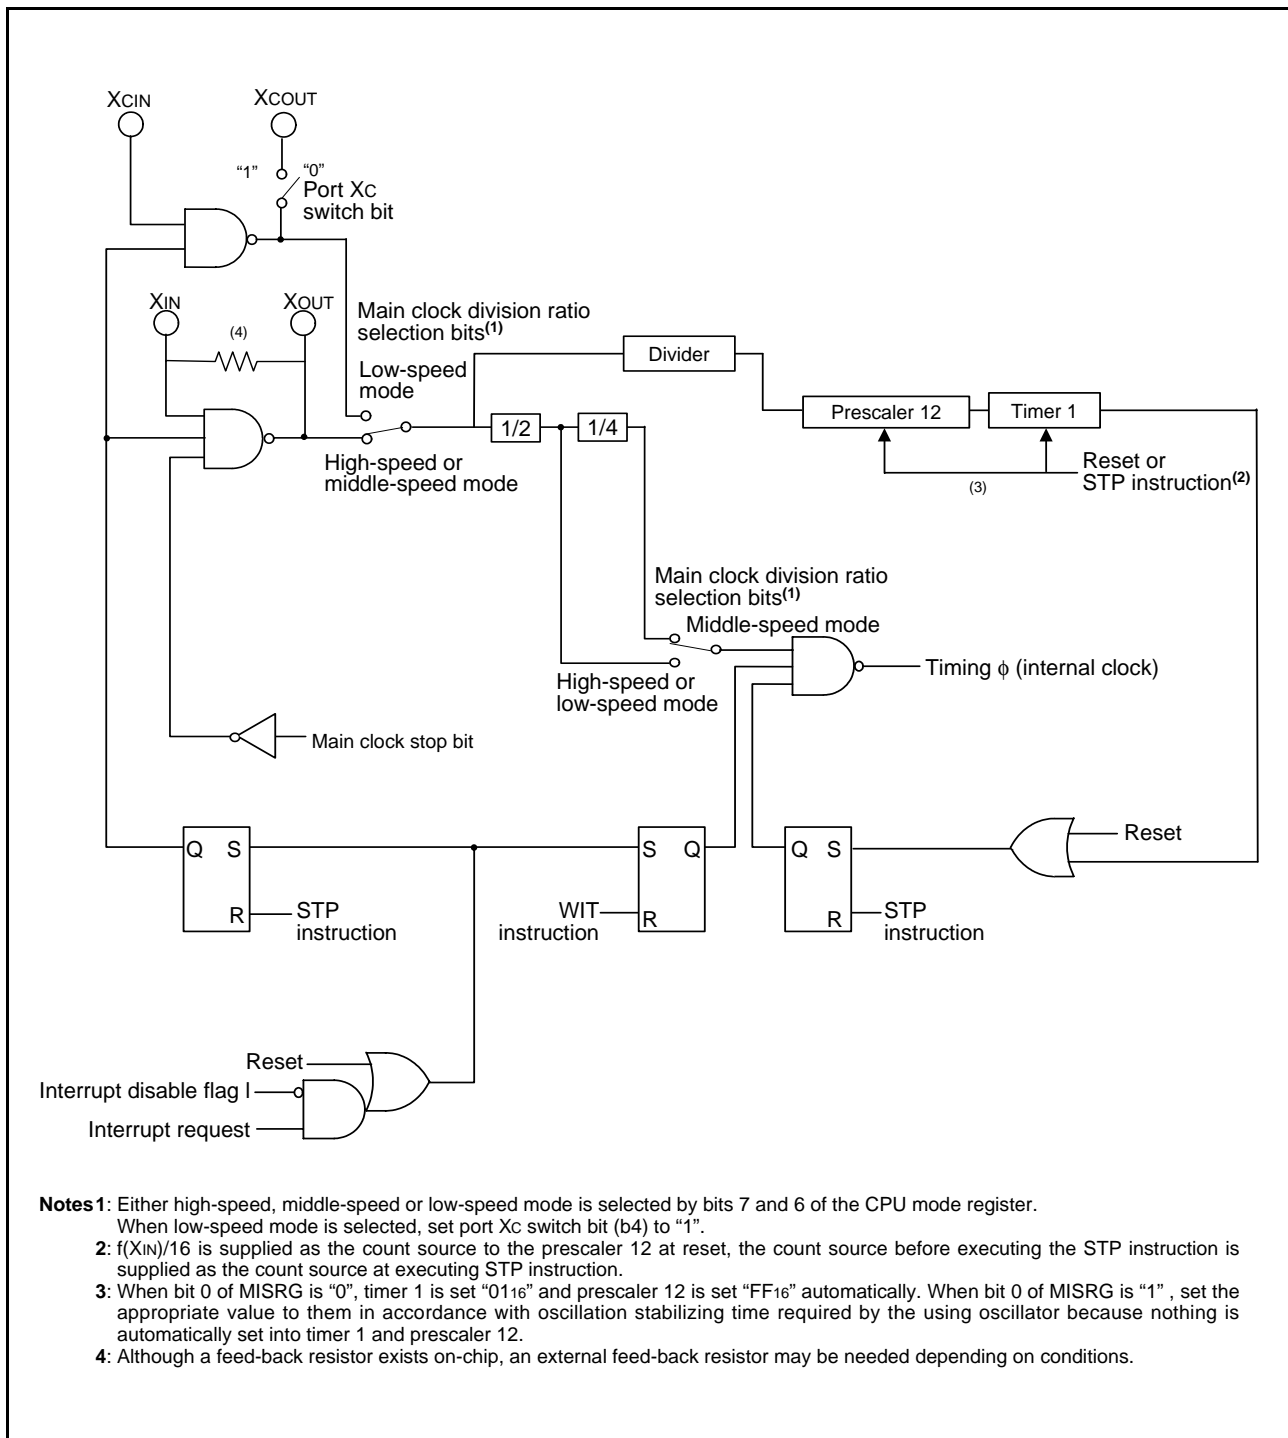 XCIN
XCOUT
“1”
“0”
Port XC
switch bit
XIN
XOUT
(4)
Main clock division ratio
selection bits(1)
Low-speed
mode
High-speed or
middle-speed mode
1/2
1/4
Divider
Prescaler 12
Timer 1
(3)
Reset or
STP instruction(2)
Main clock division ratio
selection bits(1)
Middle-speed mode
High-speed or
low-speed mode
Timing ϕ (internal clock)
Main clock stop bit
Q S
R
STP
instruction
S Q
R
WIT
instruction
Q S
R
STP
instruction
Reset
Reset
Interrupt disable flag I
Interrupt request
Notes 1: Either high-speed, middle-speed or low-speed mode is selected by bits 7 and 6 of the CPU mode register.
When low-speed mode is selected, set port XC switch bit (b4) to “1”.
2: f(XIN)/16 is supplied as the count source to the prescaler 12 at reset, the count source before executing the STP instruction is
supplied as the count source at executing STP instruction.
3: When bit 0 of MISRG is “0”, timer 1 is set “0116” and prescaler 12 is set “FF16” automatically. When bit 0 of MISRG is “1” , set the
appropriate value to them in accordance with oscillation stabilizing time required by the using oscillator because nothing is
automatically set into timer 1 and prescaler 12.
4: Although a feed-back resistor exists on-chip, an external feed-back resistor may be needed depending on conditions.